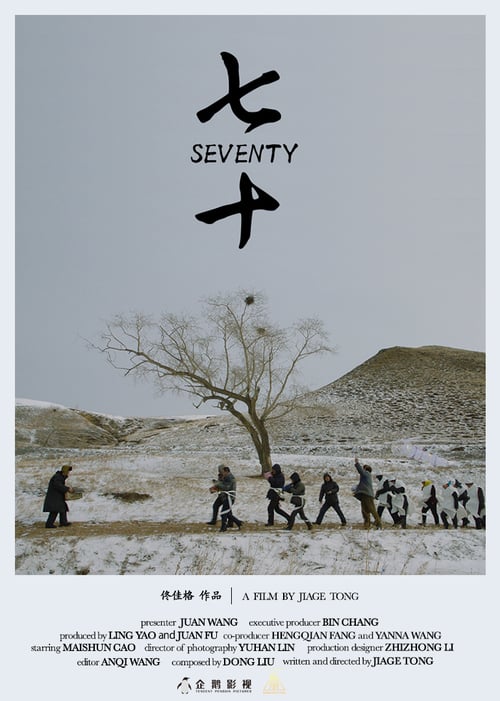 七
SEVENTY
十
佟佳格 作品 | A FILM BY JIAGE TONG
presenter JUAN WANG executive producer BIN CHANG
produced by LING YAO and JUAN FU co-producer HENGQIAN FANG and YANNA WANG
starring MAISHUN CAO director of photography YUHAN LIN production designer ZHIZHONG LI
editor ANQI WANG composed by DONG LIU written and directed by JIAGE TONG
企鹅影视
TENCENT PENGUIN PICTURES